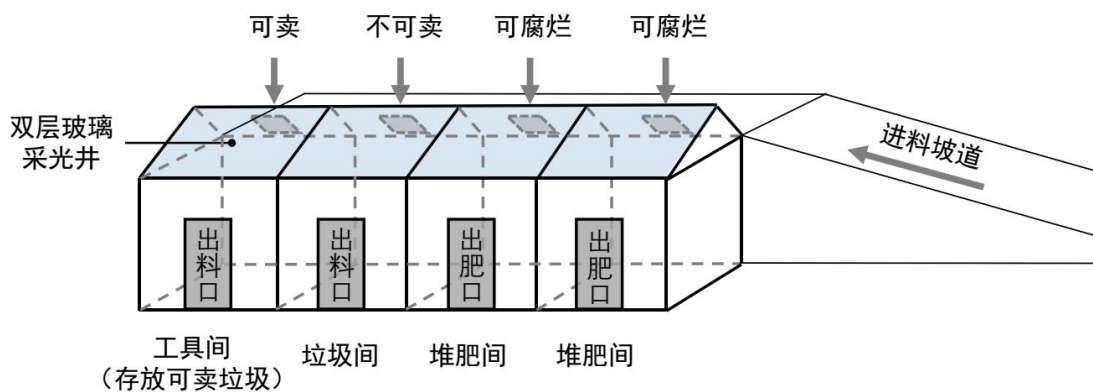 可卖
不可卖
可腐烂
可腐烂
双层玻璃
采光井
进料坡道
出料口
出料口
出肥口
出肥口
工具间
（存放可卖垃圾）
垃圾间
堆肥间
堆肥间